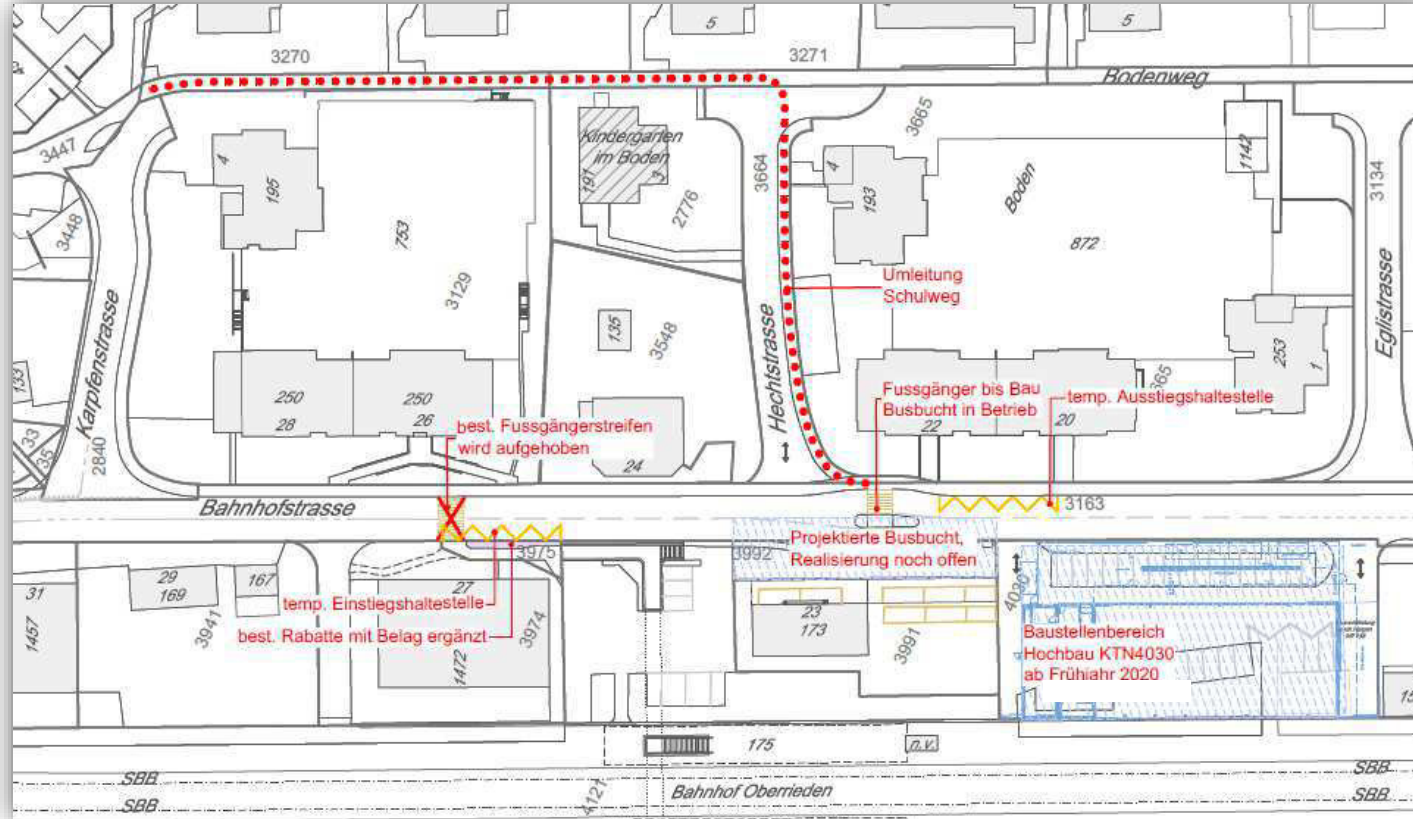 5
5
3270
3271
Bodenweg
3447
3448
4
195
753
3129
Kindergarten
im Boden
191
3
2776
3664
3665
4
193
Boden
872
1142
3134
Umleitung
Schulweg
Karpfenstrasse
Hechtstrasse
Eglistrasse
135
3548
253
1
133
33
35
2840
250
28
250
26
24
best. Fussgängerstreifen
wird aufgehoben
Fussgänger bis Bau
Busbucht in Betrieb
temp. Ausstiegshaltestelle
22
20
Bahnhofstrasse
3163
3975
3992
Projektierte Busbucht,
Realisierung noch offen
31
1457
29
169
167
3941
27
1472
3974
temp. Einstiegshaltestelle
best. Rabatte mit Belag ergänzt
23
173
3991
4030
Baustellenbereich
Hochbau KTN4030
ab Frühjahr 2020
175
n.v.
SBB
SBB
SBB
SBB
4121
Bahnhof Oberrieden